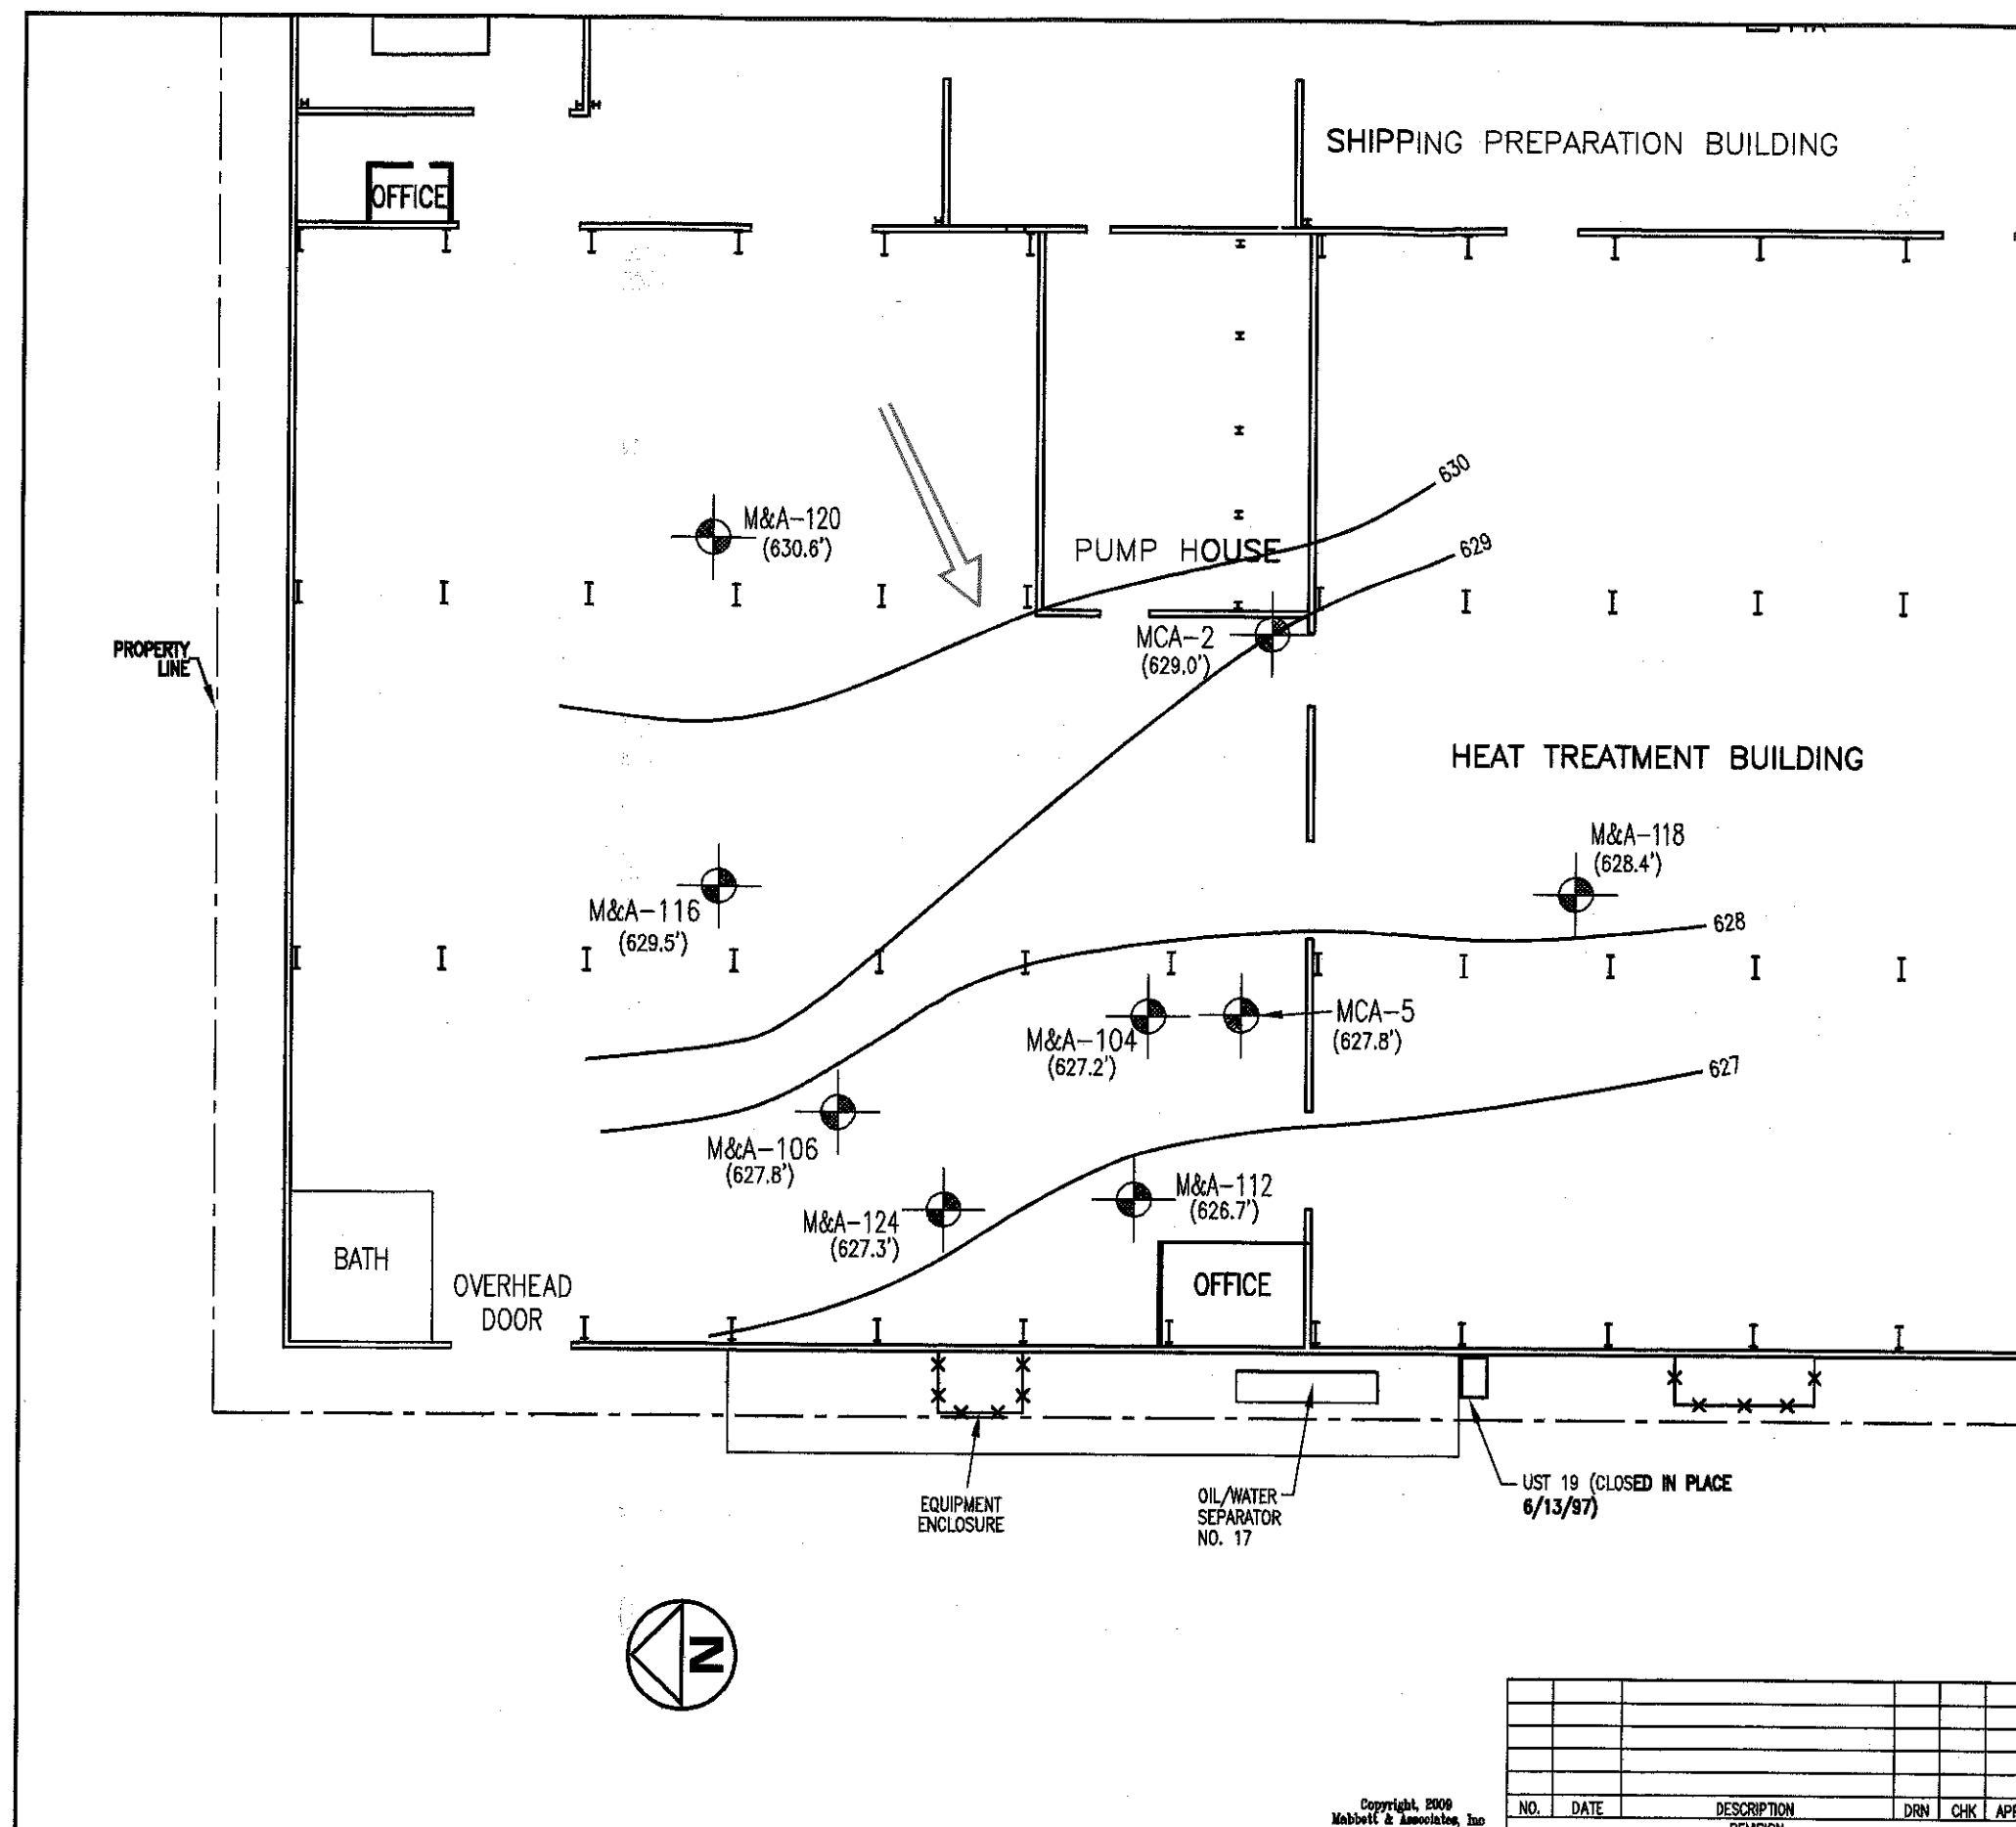 SHIPPING PREPARATION BUILDING
OFFICE
630
629
M&A-120
(630.6')
PUMP HOUSE
MCA-2
(629.0')
PROPERTY
LINE
HEAT TREATMENT BUILDING
M&A-118
(628.4')
M&A-116
(629.5')
628
M&A-104
(627.2')
MCA-5
(627.8')
627
M&A-106
(627.8')
M&A-112
(626.7')
M&A-124
(627.3')
BATH
OVERHEAD
DOOR
OFFICE
EQUIPMENT
ENCLOSURE
OIL/WATER
SEPARATOR
NO. 17
UST 19 (CLOSED IN PLACE
6/13/97)
N
Copyright, 2009
Mabbett & Associates, Inc
NO. DATE DESCRIPTION DRN CHK